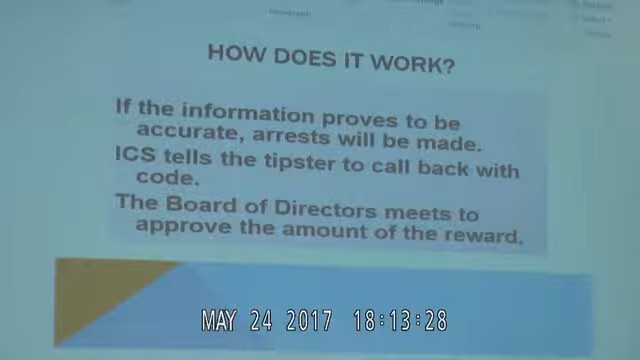 HOW DOES IT WORK?
If the information proves to be
accurate, arrests will be made.
ICS tells the tipster to call back with
code.
The Board of Directors meets to
approve the amount of the reward.
MAY 24 2017 18:13:28